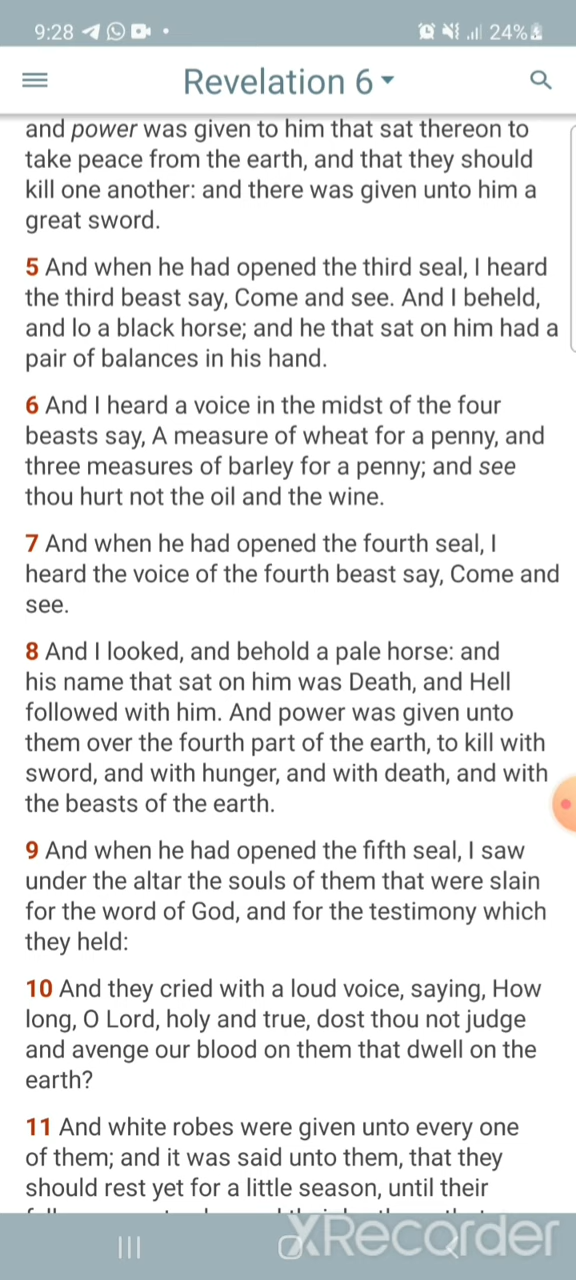 9:28
24%
Revelation 6
and power was given to him that sat thereon to
take peace from the earth, and that they should
kill one another: and there was given unto him a
great sword.
5 And when he had opened the third seal, I heard
the third beast say, Come and see. And I beheld,
and lo a black horse; and he that sat on him had a
pair of balances in his hand.
6 And I heard a voice in the midst of the four
beasts say, A measure of wheat for a penny, and
three measures of barley for a penny; and see
thou hurt not the oil and the wine.
7 And when he had opened the fourth seal, I
heard the voice of the fourth beast say, Come and
see.
8 And I looked, and behold a pale horse: and
his name that sat on him was Death, and Hell
followed with him. And power was given unto
them over the fourth part of the earth, to kill with
sword, and with hunger, and with death, and with
the beasts of the earth.
9 And when he had opened the fifth seal, I saw
under the altar the souls of them that were slain
for the word of God, and for the testimony which
they held:
10 And they cried with a loud voice, saying, How
long, O Lord, holy and true, dost thou not judge
and avenge our blood on them that dwell on the
earth?
11 And white robes were given unto every one
of them; and it was said unto them, that they
should rest yet for a little season, until their
XRecorder